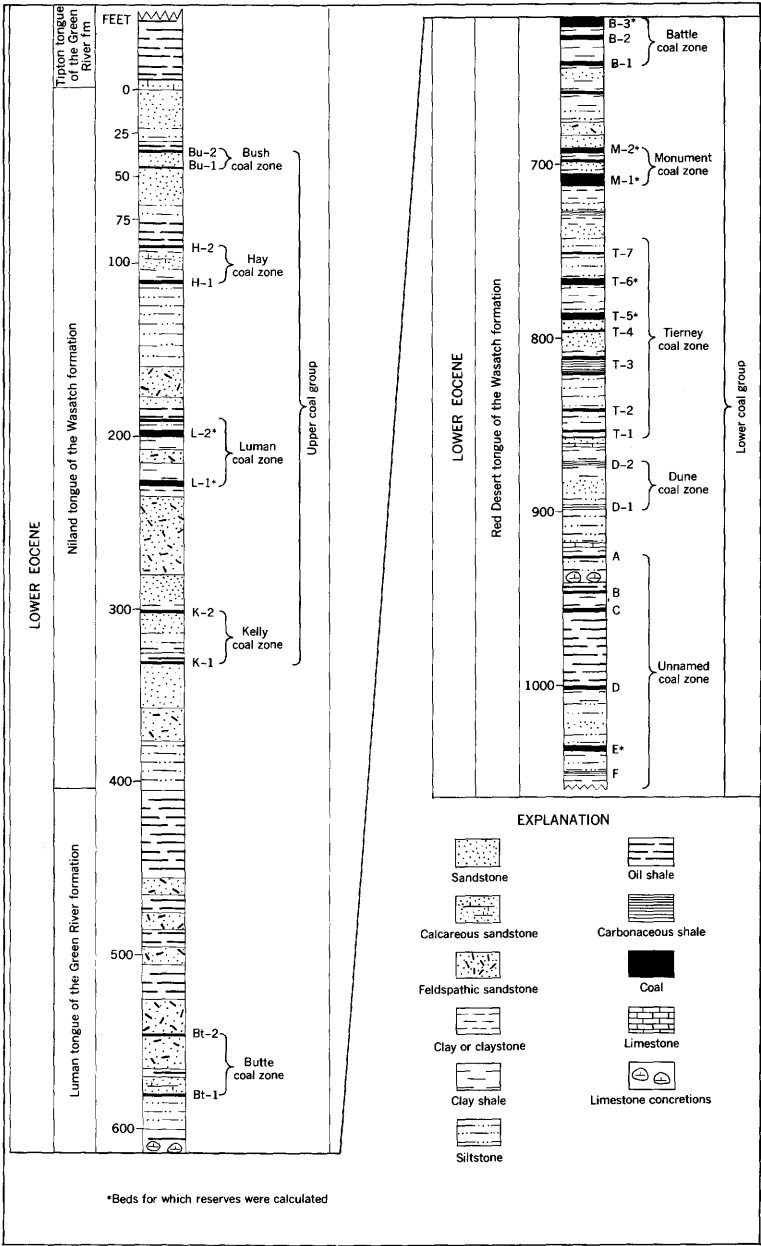 FEET
Tipton tongue
of the Green
River fm
0
25
50
75
100
200
300
400
500
600
Bu-2
Bu-1
Bush
coal zone
H-2
H-1
Hay
coal zone
L-2*
L-1*
Luman
coal zone
K-2
K-1
Kelly
coal zone
Bt-2
Bt-1
Butte
coal zone
Upper coal group
Niland tongue of the Wasatch formation
LOWER EOCENE
Luman tongue of the Green River formation
B-3*
B-2
B-1
Battle
coal zone
M-2*
M-1*
Monument
coal zone
T-7
T-6*
T-5*
T-4
T-3
T-2
T-1
Tierney
coal zone
D-2
D-1
Dune
coal zone
A
B
C
D
E*
F
Unnamed
coal zone
700
800
900
1000
LOWER EOCENE
Red Desert tongue of the Wasatch formation
Lower coal group
EXPLANATION
Sandstone
Calcareous sandstone
Feldspathic sandstone
Clay or claystone
Clay shale
Siltstone
Oil shale
Carbonaceous shale
Coal
Limestone
Limestone concretions
*Beds for which reserves were calculated